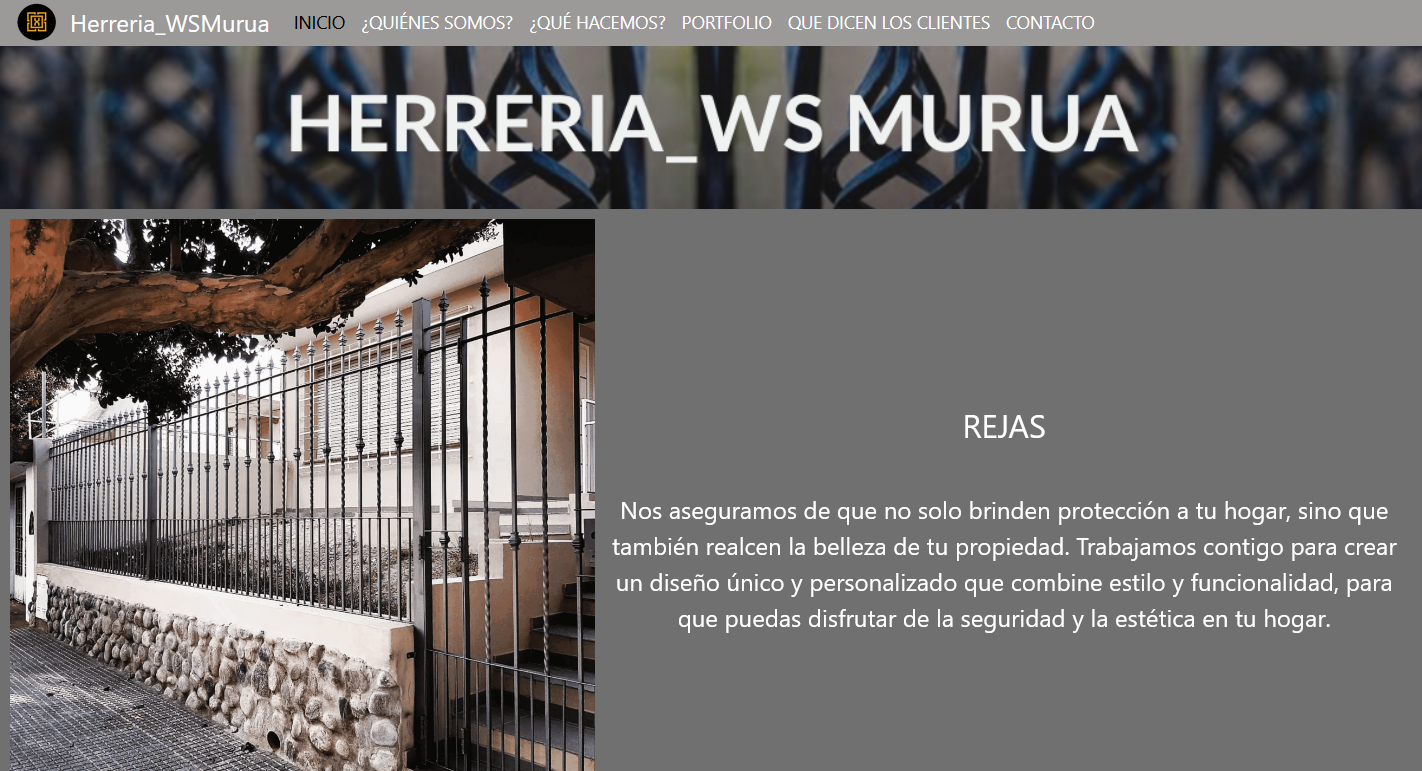 Herreria_WSMurua INICIO ¿QUIÉNES SOMOS? ¿QUÉ HACEMOS? PORTFOLIO QUE DICEN LOS CLIENTES CONTACTO
HERRERIA_WS MURUA
REJAS
Nos aseguramos de que no solo brinden protección a tu hogar, sino que
también realcen la belleza de tu propiedad. Trabajamos contigo para crear
un diseño único y personalizado que combine estilo y funcionalidad, para
que puedas disfrutar de la seguridad y la estética en tu hogar.